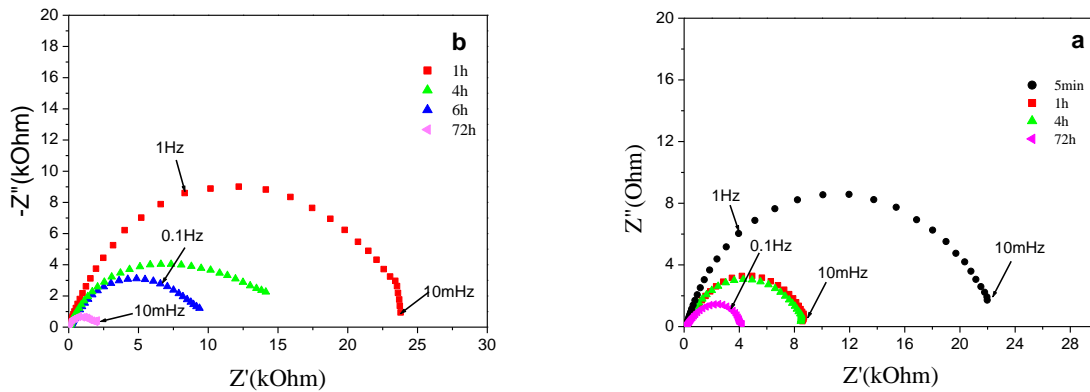 b
1h
4h
6h
72h
1Hz
0.1Hz
10mHz
10mHz
-Z"(kOhm)
20
18
16
14
12
10
8
6
4
2
0
0 5 10 15 20 25 30
Z'(kOhm)
a
5min
1h
4h
72h
1Hz
0.1Hz
10mHz
10mHz
Z"(Ohm)
20
16
12
8
4
0
0 4 8 12 16 20 24 28
Z'(kOhm)